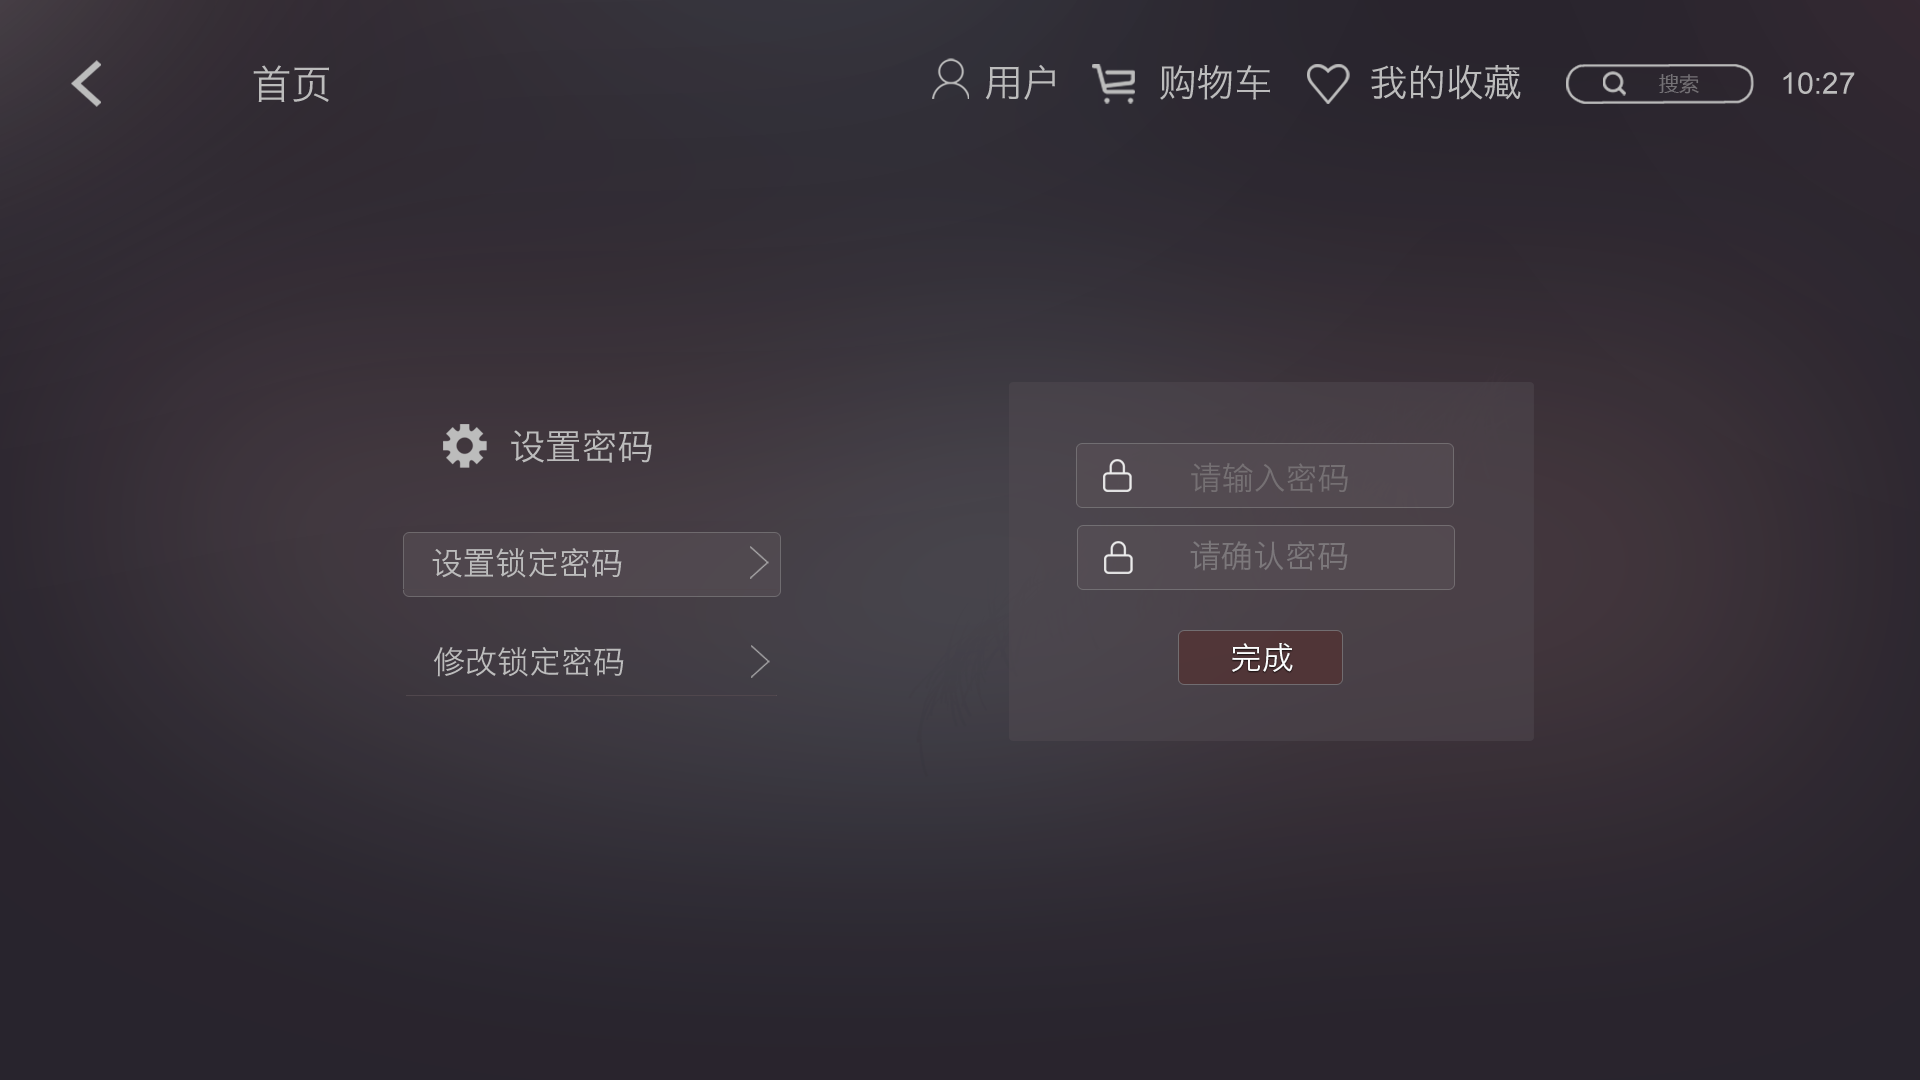 首页
用户
购物车
我的收藏
搜索
10:27
设置密码
设置锁定密码
修改锁定密码
请输入密码
请确认密码
完成